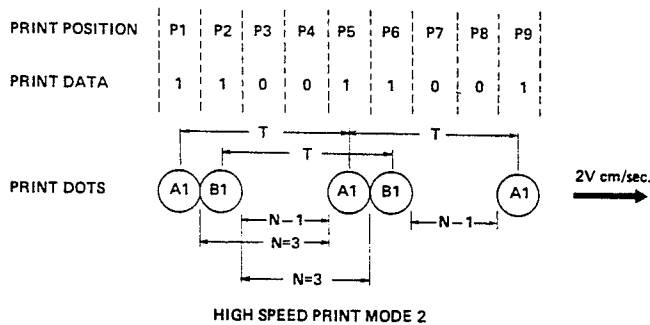 PRINT POSITION P1 P2 P3 P4 P5 P6 P7 P8 P9
PRINT DATA 1 1 0 0 1 1 0 0 1
T T
T
PRINT DOTS A1 B1 A1 B1 A1 2V cm/sec.
N-1 N-1
N=3
N=3
HIGH SPEED PRINT MODE 2